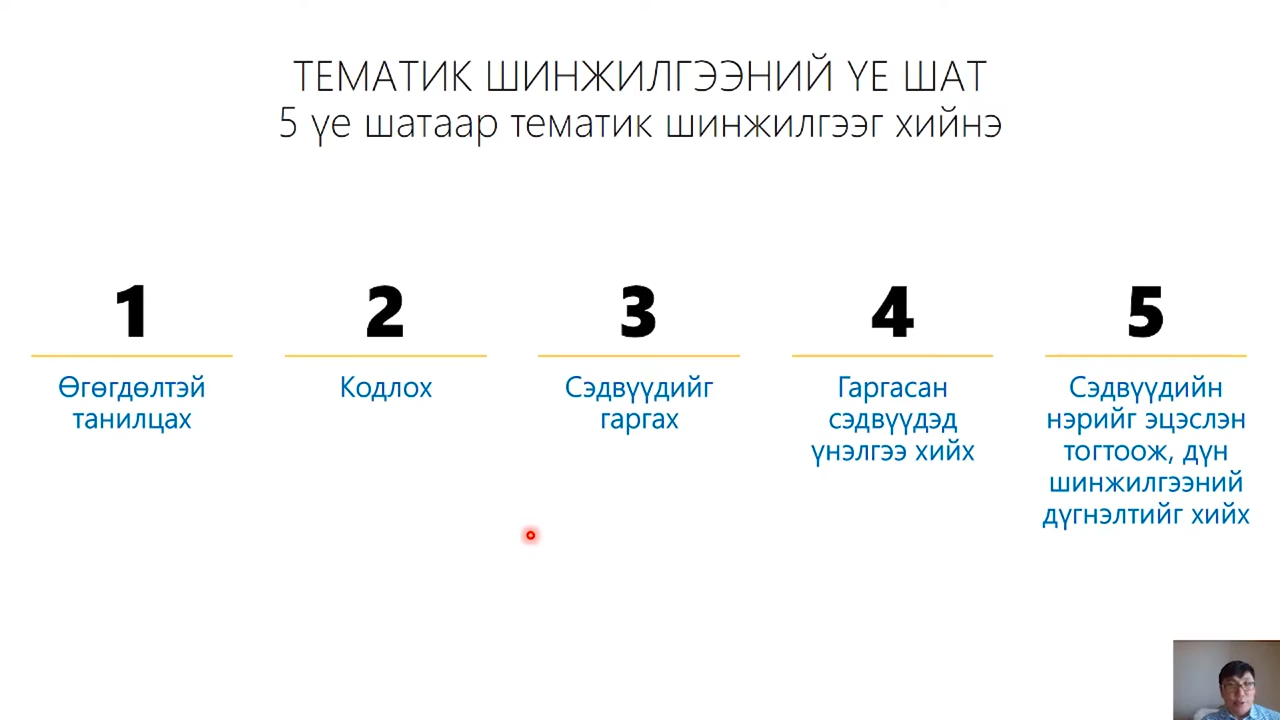 ТЕМАТИК ШИНЖИЛГЭЭНИЙ ҮЕ ШАТ
5 үе шатаар тематик шинжилгээг хийнэ
1
Өгөгдөлтэй
танилцах
2
Кодлох
3
Сэдвүүдийг
гаргах
4
Гаргасан
сэдвүүдэд
үнэлгээ хийх
5
Сэдвүүдийн
нэрийг эцэслэн
тогтоож, дүн
шинжилгээний
дүгнэлтийг хийх